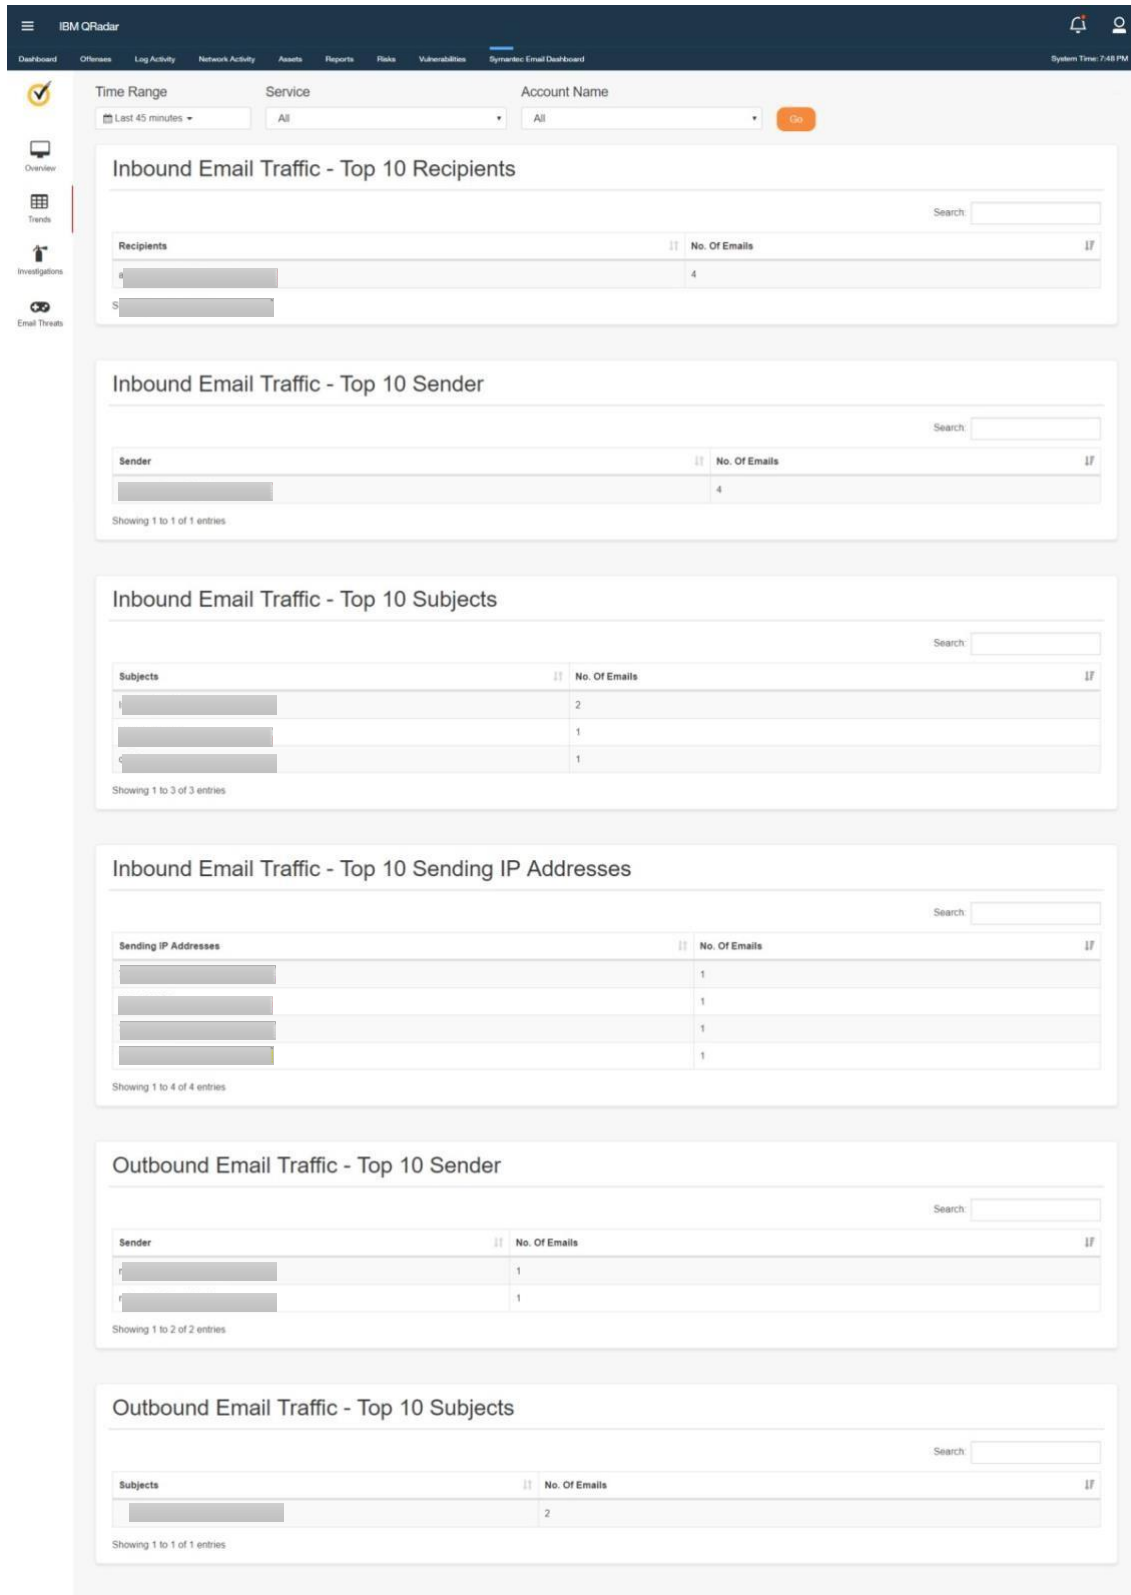 IBM QRadar
Dashboard Offenses Log Activity Network Activity Assets Reports Risks Vulnerabilities Symantec Email Dashboard System Time: 7:48 PM
Time Range Service Account Name
Last 45 minutes All All Go
Overview
Trends
Investigations
Email Threats
Inbound Email Traffic - Top 10 Recipients
Search:
Recipients No. Of Emails
a 4
S
Inbound Email Traffic - Top 10 Sender
Search:
Sender No. Of Emails
4
Showing 1 to 1 of 1 entries
Inbound Email Traffic - Top 10 Subjects
Search:
Subjects No. Of Emails
2
1
1
Showing 1 to 3 of 3 entries
Inbound Email Traffic - Top 10 Sending IP Addresses
Search:
Sending IP Addresses No. Of Emails
1
1
1
1
Showing 1 to 4 of 4 entries
Outbound Email Traffic - Top 10 Sender
Search:
Sender No. Of Emails
r 1
r 1
Showing 1 to 2 of 2 entries
Outbound Email Traffic - Top 10 Subjects
Search:
Subjects No. Of Emails
2
Showing 1 to 1 of 1 entries